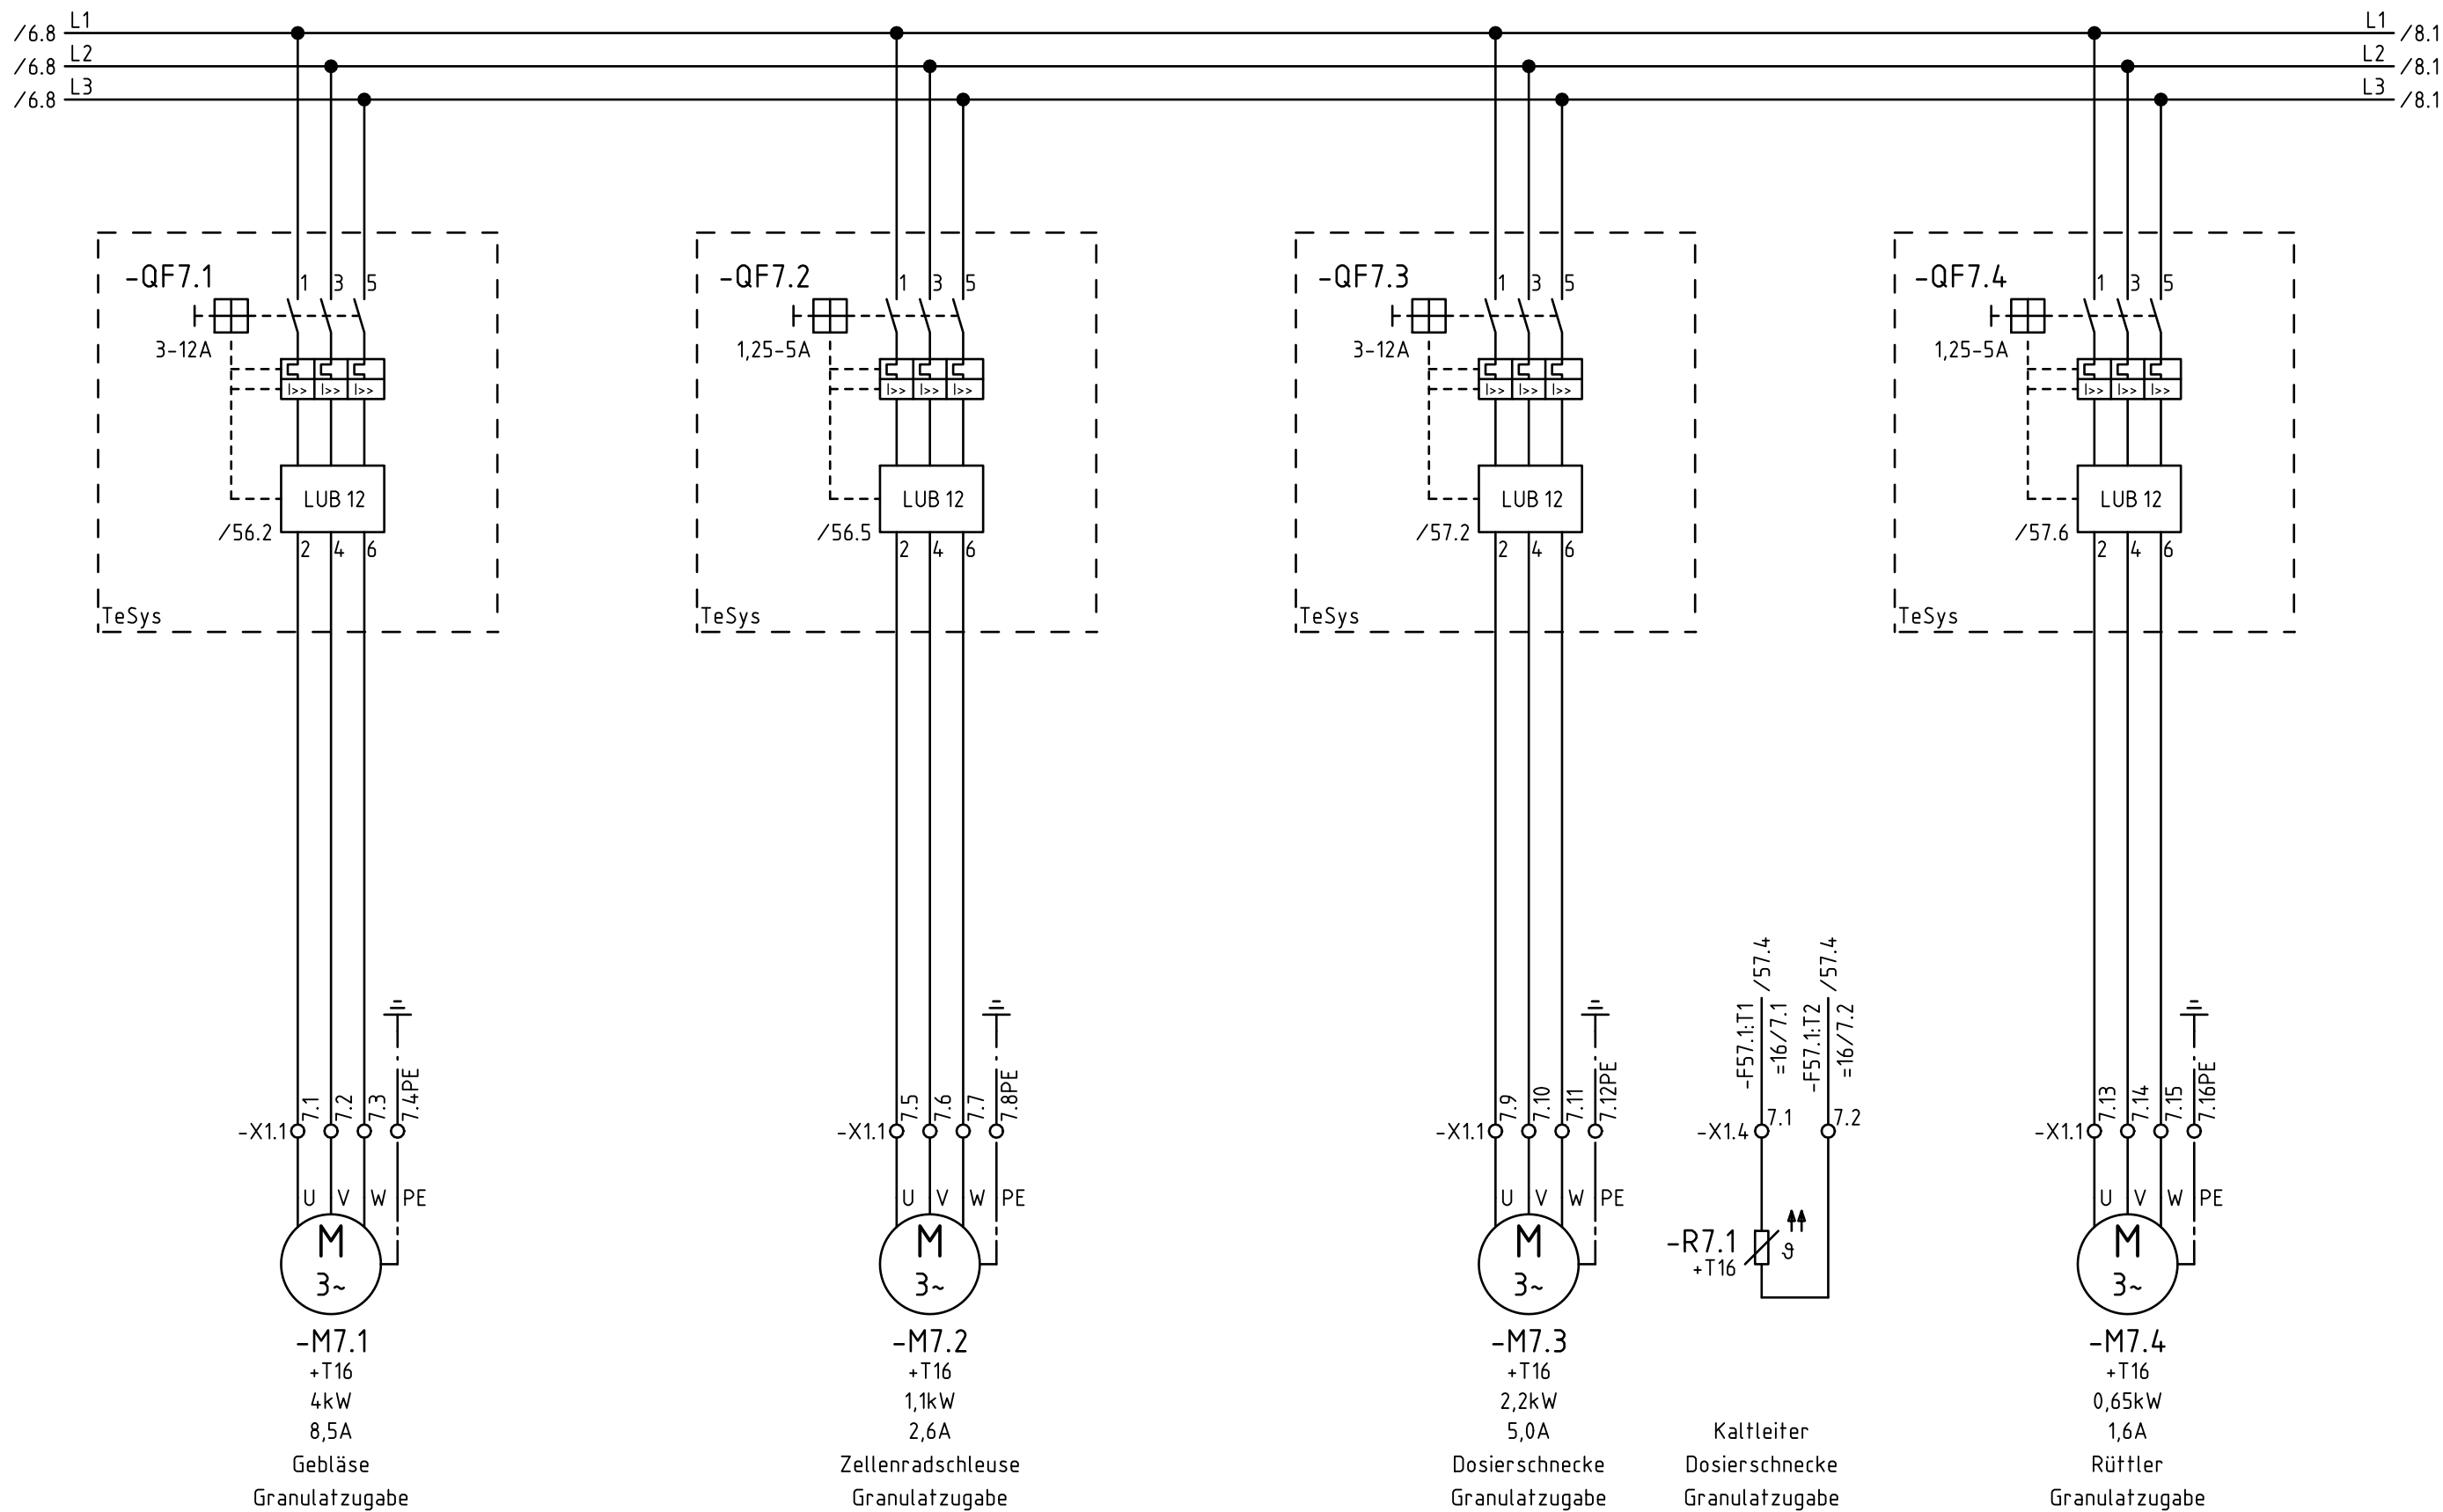 L1 L1
/6.8 /8.1
L2 L2
/6.8 /8.1
L3 L3
/6.8 /8.1
-QF7.1 1 3 5
3-12A
I>> I>> I>>
LUB 12
/56.2
2 4 6
TeSys
-QF7.2 1 3 5
1,25-5A
I>> I>> I>>
LUB 12
/56.5
2 4 6
TeSys
-QF7.3 1 3 5
3-12A
I>> I>> I>>
LUB 12
/57.2
2 4 6
TeSys
-QF7.4 1 3 5
1,25-5A
I>> I>> I>>
LUB 12
/57.6
2 4 6
TeSys
-X1.1 7.1 7.2 7.3 7.4PE
U V W PE
M
3~
-M7.1
+T16
4kW
8,5A
Gebläse
Granulatzugabe
-X1.1 7.5 7.6 7.7 7.8PE
U V W PE
M
3~
-M7.2
+T16
1,1kW
2,6A
Zellenradschleuse
Granulatzugabe
-X1.1 7.9 7.10 7.11 7.12PE
U V W PE
M
3~
-M7.3
+T16
2,2kW
5,0A
Dosierschnecke
Granulatzugabe
/57.4 /57.4
-F57.1:T1
=16/7.1
-F57.1:T2
=16/7.2
-X1.4 7.1 7.2
-R7.1
+T16
ϑ
Kaltleiter
Dosierschnecke
Granulatzugabe
-X1.1 7.13 7.14 7.15 7.16PE
U V W PE
M
3~
-M7.4
+T16
0,65kW
1,6A
Rüttler
Granulatzugabe